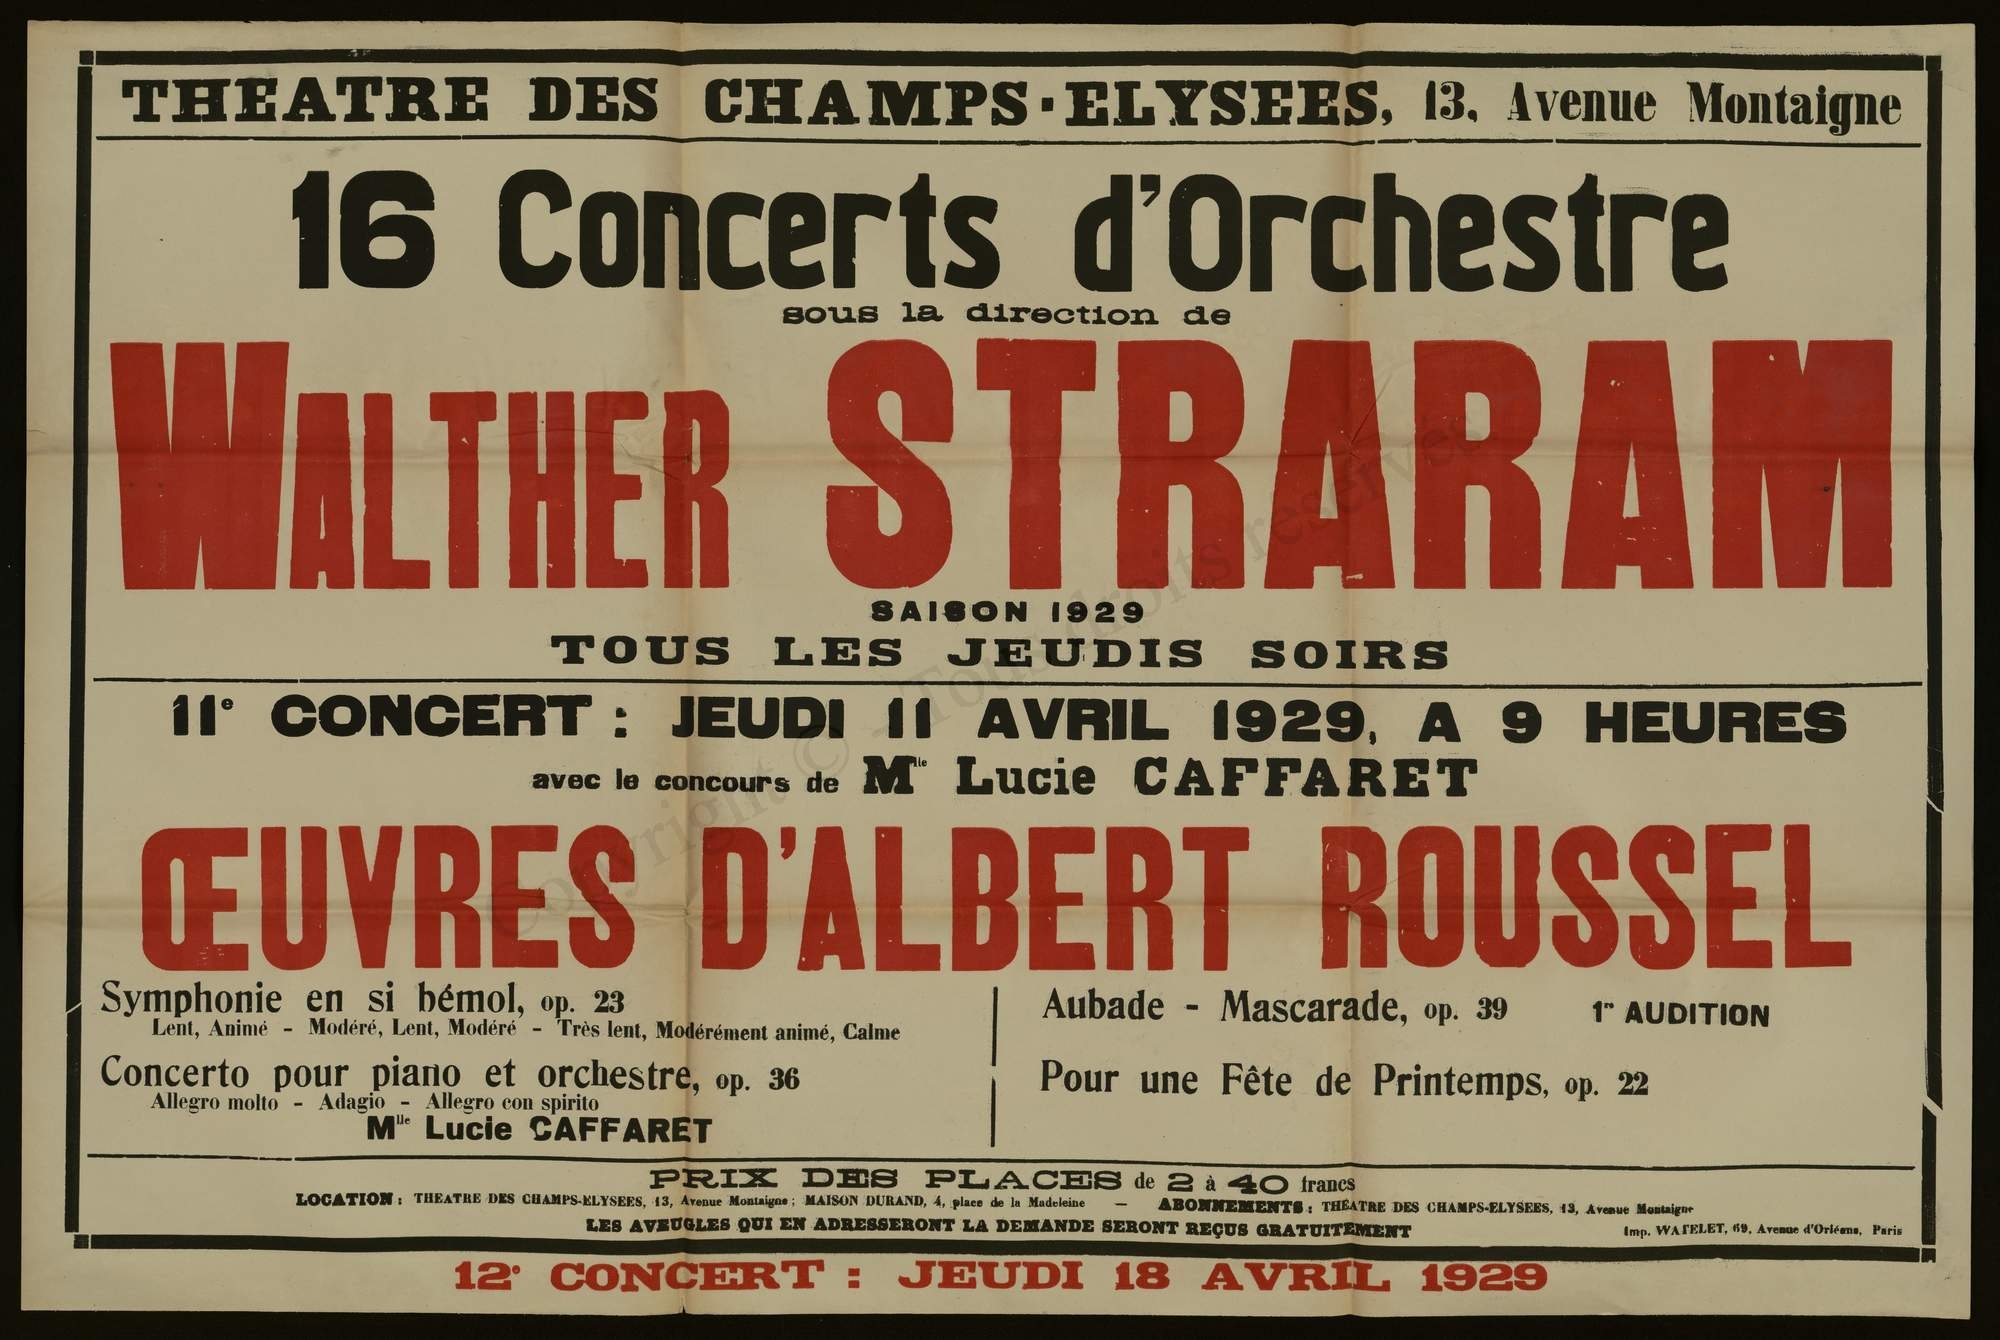 THEATRE DES CHAMPS-ELYSEES, 13, Avenue Montaigne
16 Concerts d'Orchestre
sous la direction de
WALTHER STRARAM
SAISON 1929
TOUS LES JEUDIS SOIRS
11e CONCERT : JEUDI 11 AVRIL 1929, A 9 HEURES
avec le concours de Mlle Lucie CAFFARET
ŒUVRES D'ALBERT ROUSSEL
Symphonie en si bémol, op. 23
Lent, Animé - Modéré, Lent, Modéré - Très lent, Modérément animé, Calme
Concerto pour piano et orchestre, op. 36
Allegro molto - Adagio - Allegro con spirito
Mlle Lucie CAFFARET
Aubade - Mascarade, op. 39 1re AUDITION
Pour une Fête de Printemps, op. 22
PRIX DES PLACES de 2 à 40 francs
LOCATION : THEATRE DES CHAMPS-ELYSEES, 13, Avenue Montaigne ; MAISON DURAND, 4, place de la Madeleine — ABONNEMENTS : THÉATRE DES CHAMPS-ELYSEES, 13, Avenue Montaigne
LES AVEUGLES QUI EN ADRESSERONT LA DEMANDE SERONT REÇUS GRATUITEMENT
Imp. WATELET, 69, Avenue d'Orléans, Paris
12e CONCERT : JEUDI 18 AVRIL 1929
Copyright © - Tous droits réservés